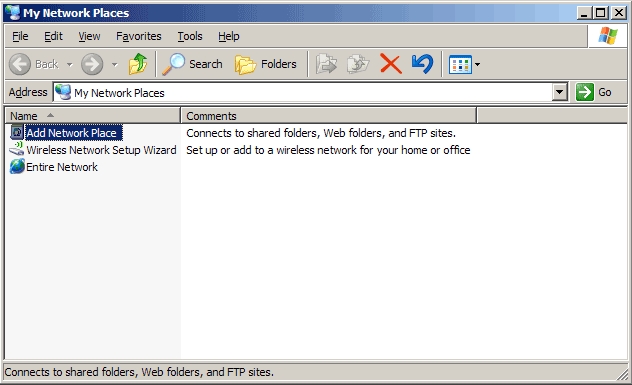 My Network Places
File Edit View Favorites Tools Help
Back Search Folders
Address My Network Places Go
Name Comments
Add Network Place Connects to shared folders, Web folders, and FTP sites.
Wireless Network Setup Wizard Set up or add to a wireless network for your home or office
Entire Network
Connects to shared folders, Web folders, and FTP sites.